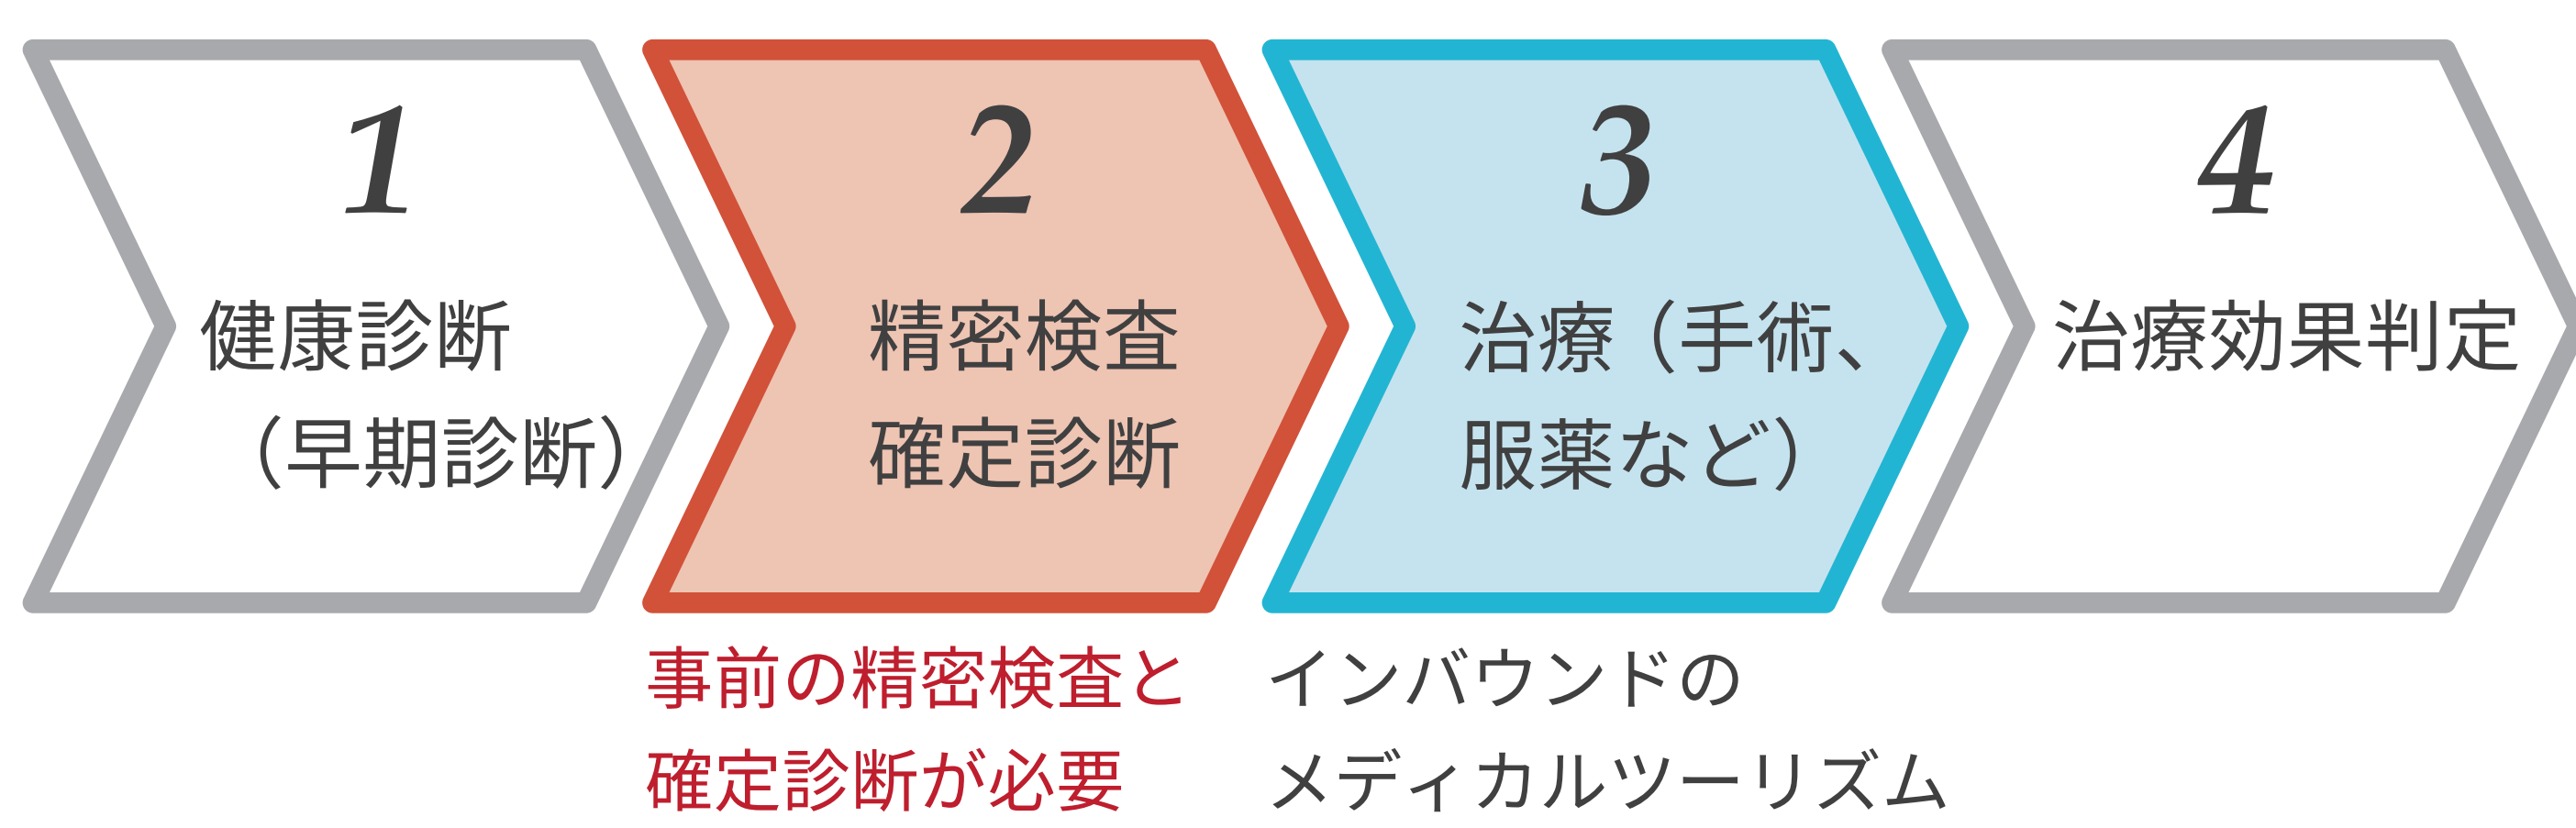 1
健康診断
（早期診断）
2
精密検査
確定診断
3
治療（手術、
服薬など）
4
治療効果判定
事前の精密検査と
確定診断が必要
インバウンドの
メディカルツーリズム